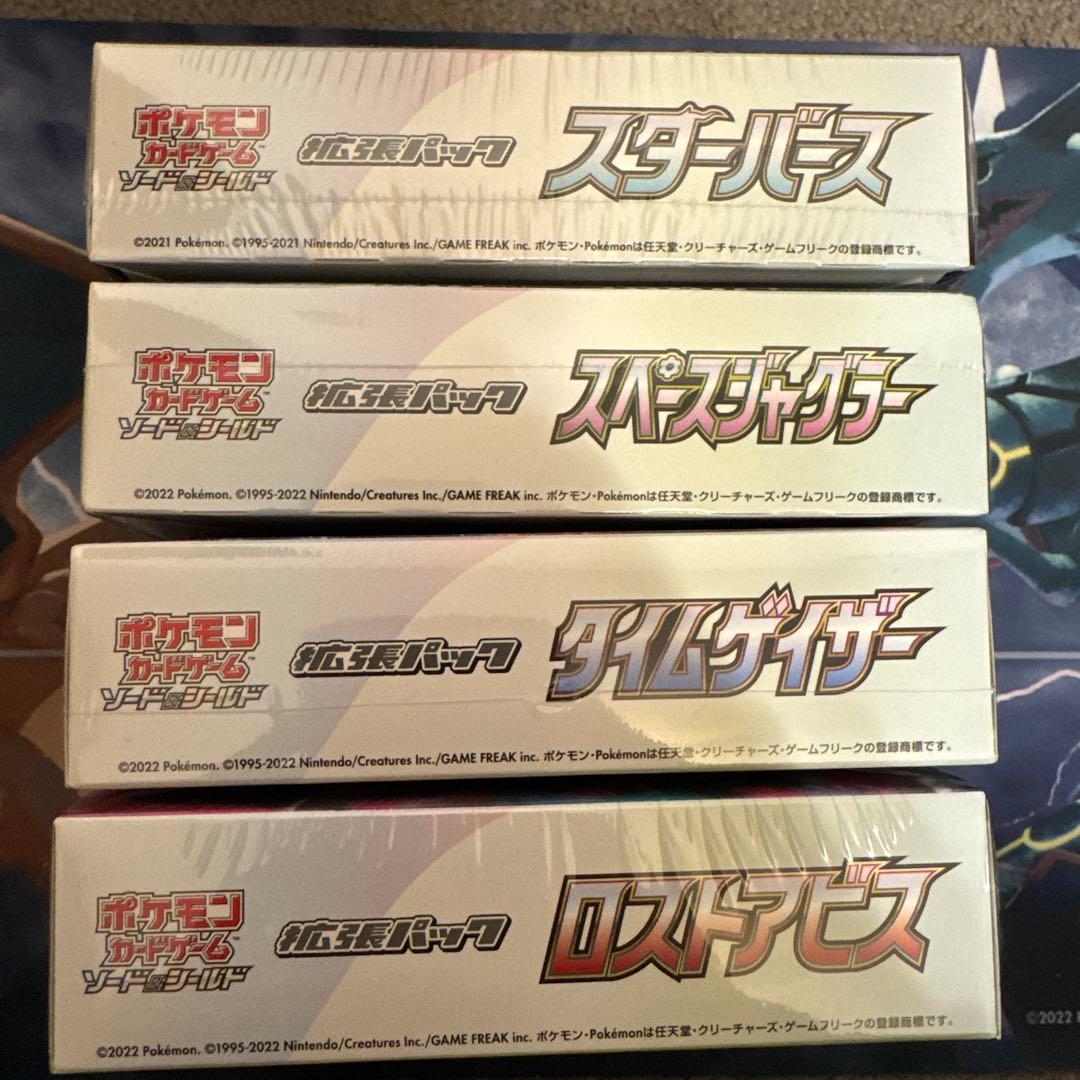 ポケモン
カードゲーム™
ソード&シールド
拡張パック
スターバース
©2021 Pokémon. ©1995-2021 Nintendo/Creatures Inc./GAME FREAK inc. ポケモン・Pokémonは任天堂・クリーチャーズ・ゲームフリークの登録商標です。
ポケモン
カードゲーム™
ソード&シールド
拡張パック
スペースジャグラー
©2022 Pokémon. ©1995-2022 Nintendo/Creatures Inc./GAME FREAK inc. ポケモン・Pokémonは任天堂・クリーチャーズ・ゲームフリークの登録商標です。
ポケモン
カードゲーム™
ソード&シールド
拡張パック
タイムゲイザー
©2022 Pokémon. ©1995-2022 Nintendo/Creatures Inc./GAME FREAK inc. ポケモン・Pokémonは任天堂・クリーチャーズ・ゲームフリークの登録商標です。
ポケモン
カードゲーム™
ソード&シールド
拡張パック
ロストアビス
©2022 Pokémon. ©1995-2022 Nintendo/Creatures Inc./GAME FREAK inc. ポケモン・Pokémonは任天堂・クリーチャーズ・ゲームフリークの登録商標です。
©2022